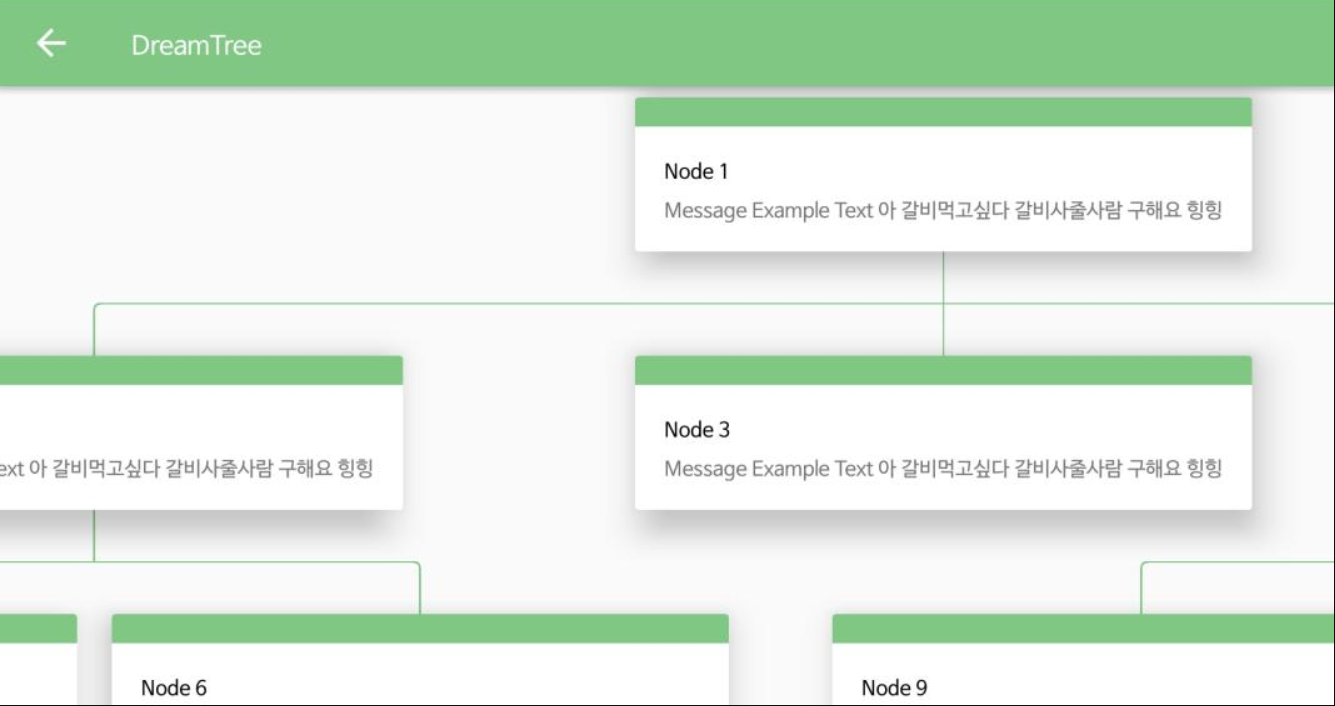 DreamTree
Node 1
Message Example Text 아 갈비먹고싶다 갈비사줄사람 구해요 힝힝
ext 아 갈비먹고싶다 갈비사줄사람 구해요 힝힝
Node 3
Message Example Text 아 갈비먹고싶다 갈비사줄사람 구해요 힝힝
Node 6
Node 9